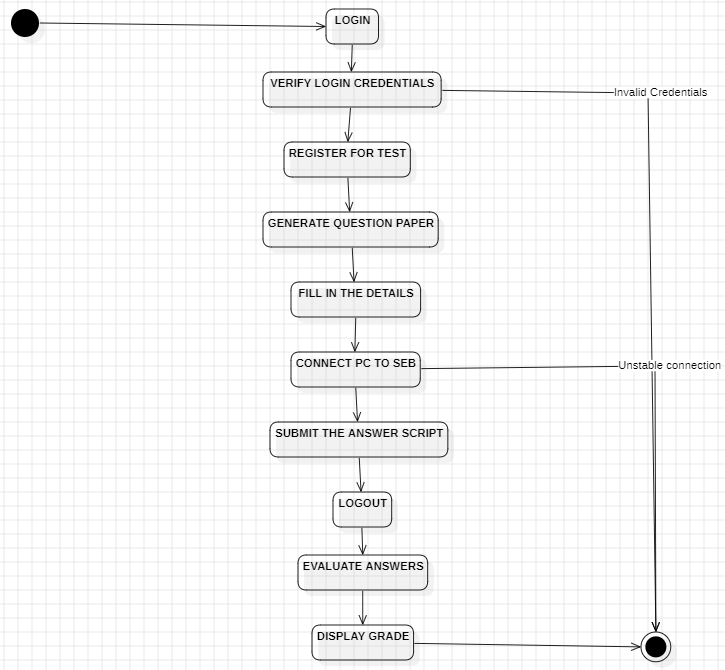 LOGIN
VERIFY LOGIN CREDENTIALS
Invalid Credentials
REGISTER FOR TEST
GENERATE QUESTION PAPER
FILL IN THE DETAILS
CONNECT PC TO SEB
Unstable connection
SUBMIT THE ANSWER SCRIPT
LOGOUT
EVALUATE ANSWERS
DISPLAY GRADE